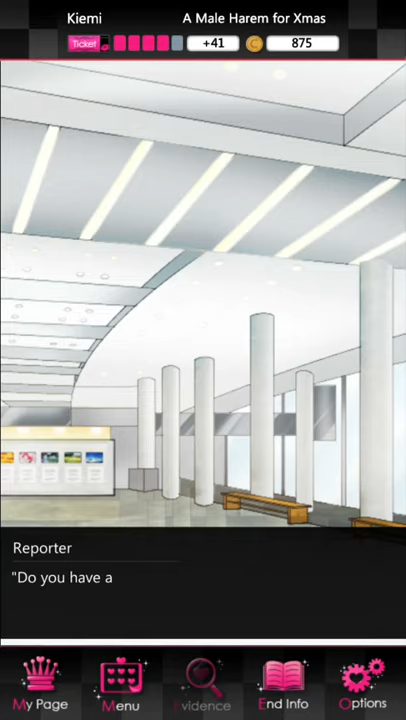 Kiemi
A Male Harem for Xmas
Ticket
+41
C
875
Reporter
"Do you have a
My Page
Menu
Evidence
End Info
Options